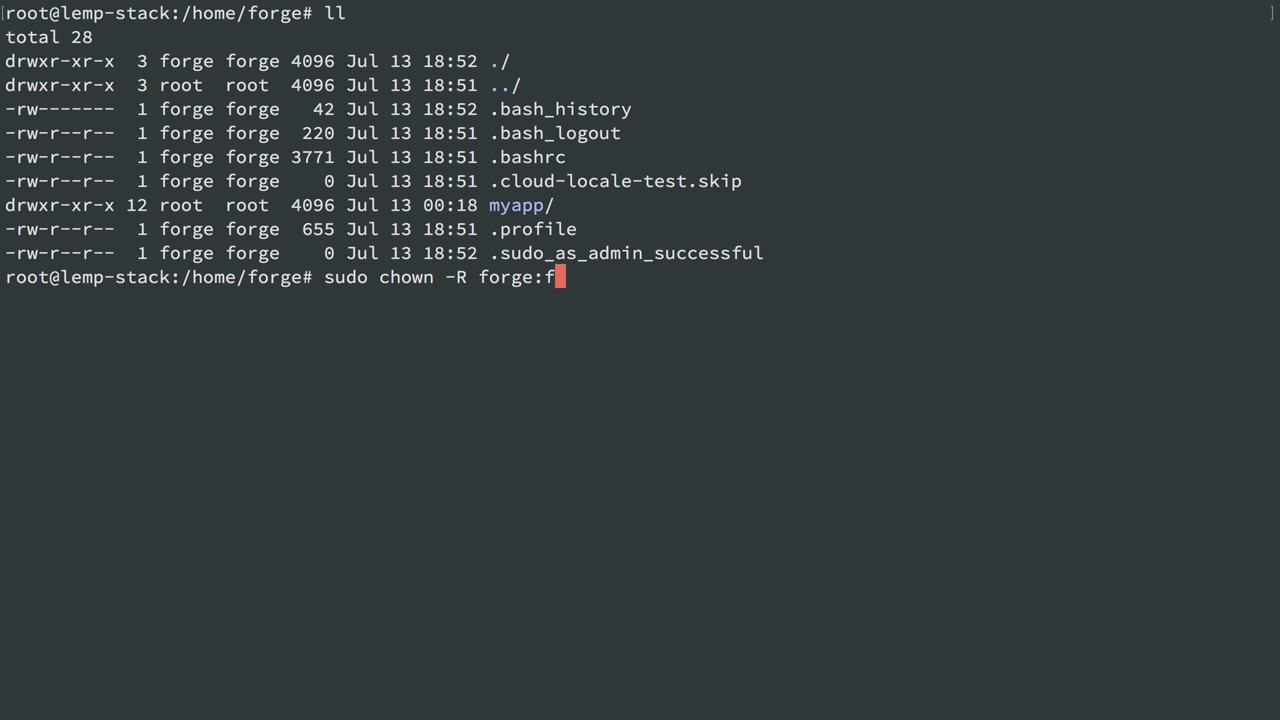 [root@lemp-stack:/home/forge# ll ]
total 28
drwxr-xr-x  3 forge forge 4096 Jul 13 18:52 ./
drwxr-xr-x  3 root  root  4096 Jul 13 18:51 ../
-rw-------  1 forge forge   42 Jul 13 18:52 .bash_history
-rw-r--r--  1 forge forge  220 Jul 13 18:51 .bash_logout
-rw-r--r--  1 forge forge 3771 Jul 13 18:51 .bashrc
-rw-r--r--  1 forge forge    0 Jul 13 18:51 .cloud-locale-test.skip
drwxr-xr-x 12 root  root  4096 Jul 13 00:18 myapp/
-rw-r--r--  1 forge forge  655 Jul 13 18:51 .profile
-rw-r--r--  1 forge forge    0 Jul 13 18:52 .sudo_as_admin_successful
root@lemp-stack:/home/forge# sudo chown -R forge:f